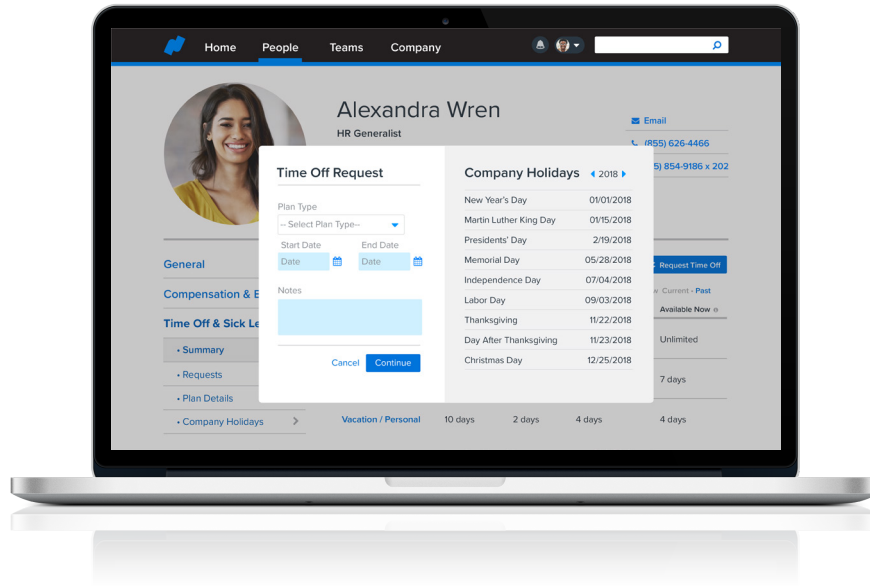 Home People Teams Company
Alexandra Wren
HR Generalist
Email
(855) 626-4466
5) 854-9186 x 202
General
Compensation &
Time Off & Sick
• Summary
• Requests
• Plan Details
• Company Holidays
Time Off Request
Plan Type
-- Select Plan Type--
Start Date End Date
Date Date
Notes
Cancel Continue
Company Holidays 2018
New Year's Day 01/01/2018
Martin Luther King Day 01/15/2018
Presidents' Day 2/19/2018
Memorial Day 05/28/2018
Independence Day 07/04/2018
Labor Day 09/03/2018
Thanksgiving 11/22/2018
Day After Thanksgiving 11/23/2018
Christmas Day 12/25/2018
Request Time Off
Current • Past
Available Now
Unlimited
7 days
Vacation / Personal 10 days 2 days 4 days 4 days